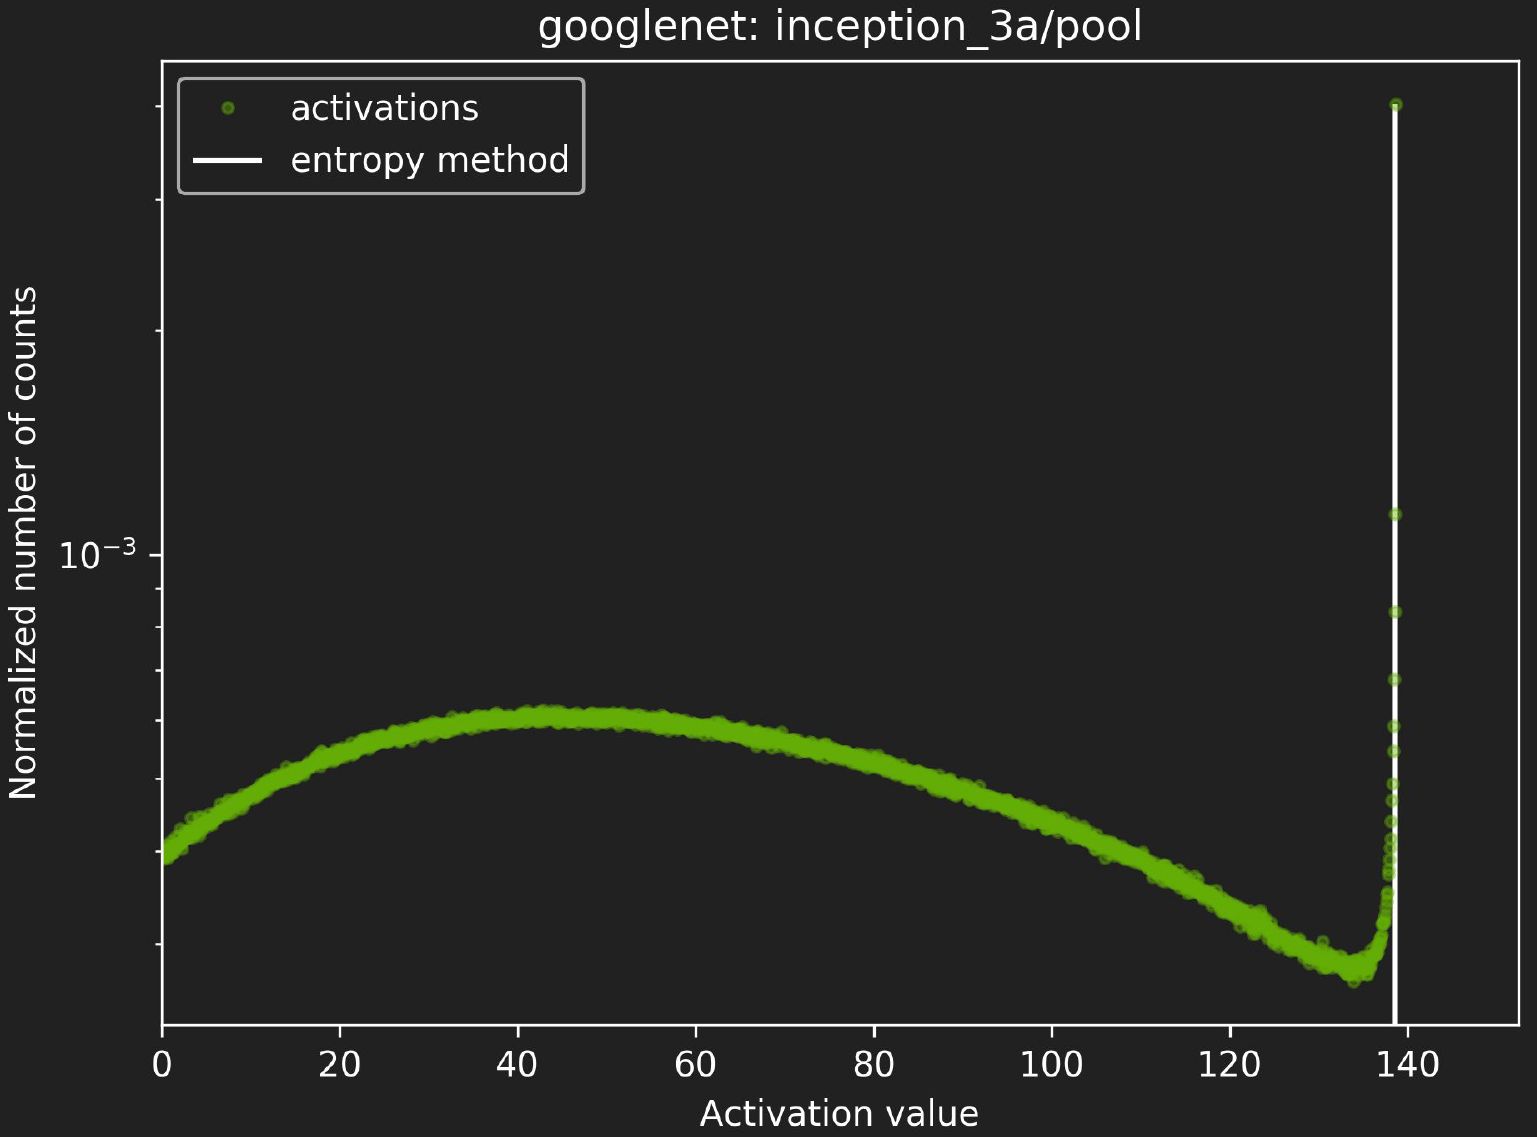 googlenet: inception_3a/pool
activations
entropy method
Normalized number of counts
10⁻³
0 20 40 60 80 100 120 140
Activation value